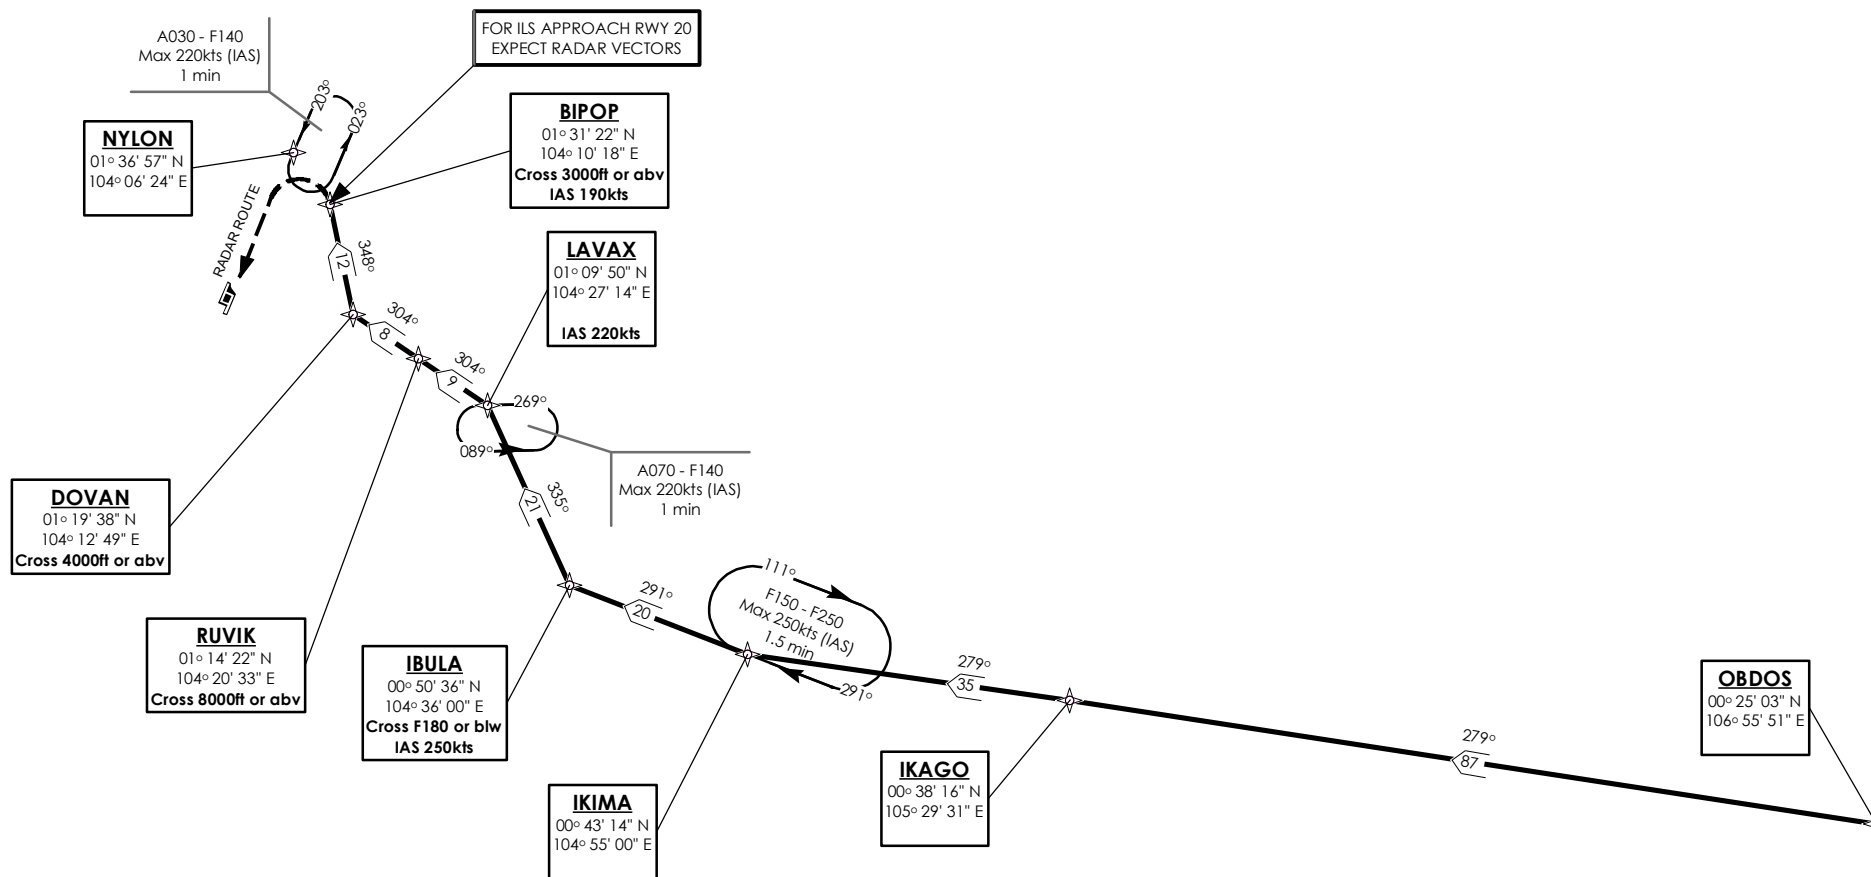 A030 - F140
Max 220kts (IAS)
1 min
FOR ILS APPROACH RWY 20
EXPECT RADAR VECTORS
203°
023°
NYLON
01° 36' 57" N
104° 06' 24" E
BIPOP
01° 31' 22" N
104° 10' 18" E
Cross 3000ft or abv
IAS 190kts
RADAR ROUTE
348°
12
LAVAX
01° 09' 50" N
104° 27' 14" E
IAS 220kts
304°
8
304°
9
269°
089°
A070 - F140
Max 220kts (IAS)
1 min
DOVAN
01° 19' 38" N
104° 12' 49" E
Cross 4000ft or abv
335°
21
111°
F150 - F250
Max 250kts (IAS)
1.5 min
291°
291°
20
RUVIK
01° 14' 22" N
104° 20' 33" E
Cross 8000ft or abv
IBULA
00° 50' 36" N
104° 36' 00" E
Cross F180 or blw
IAS 250kts
279°
35
OBDOS
00° 25' 03" N
106° 55' 51" E
279°
87
IKAGO
00° 38' 16" N
105° 29' 31" E
IKIMA
00° 43' 14" N
104° 55' 00" E